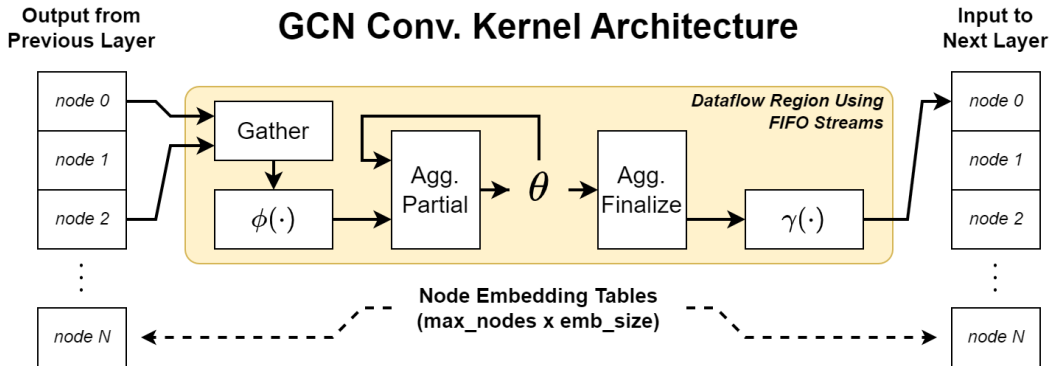 Output from
Previous Layer
GCN Conv. Kernel Architecture
Input to
Next Layer
node 0
node 1
node 2
⋮
node N
Dataflow Region Using
FIFO Streams
Gather
ϕ(·)
Agg.
Partial
θ
Agg.
Finalize
γ(·)
node 0
node 1
node 2
⋮
node N
Node Embedding Tables
(max_nodes x emb_size)